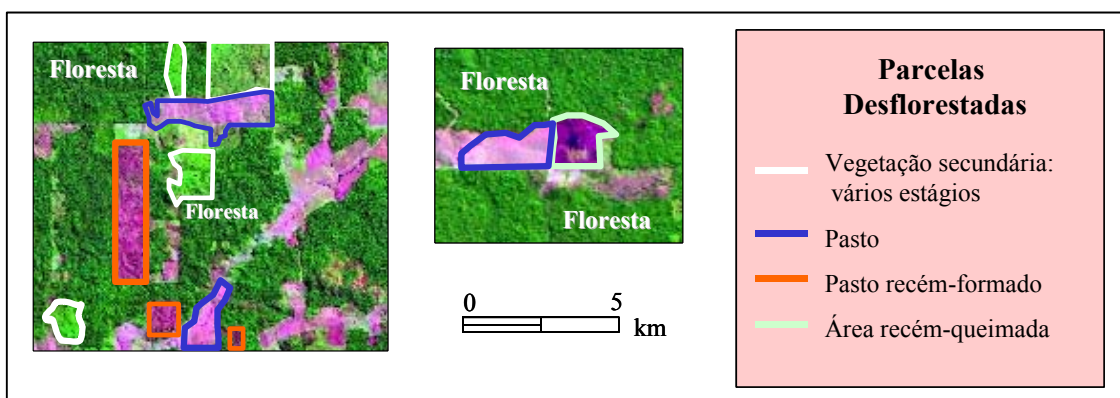 Floresta
Floresta
Floresta
Floresta
0 5
km
Parcelas
Desflorestadas
Vegetação secundária:
vários estágios
Pasto
Pasto recém-formado
Área recém-queimada